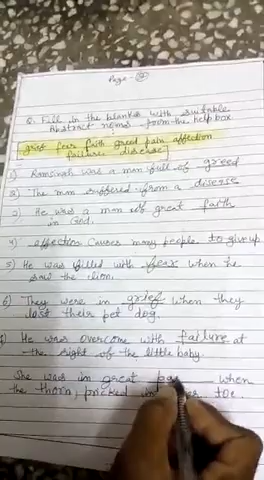 Page-②
Q. Fill in the blanks with suitable
Abstract nouns from the help box
grief fear faith greed pain affection
failure disease
1) Ramsingh was a man full of greed
2) The man suffered from a disease
3) He was a man of great faith
in God.
4) affection causes many people to give up
5) He was filled with fear when he
saw the lion.
6) They were in grief when they
lost their pet dog.
He was overcome with failure at
the sight of the little baby.
She was in great pa when
the thorn, pricked toe.